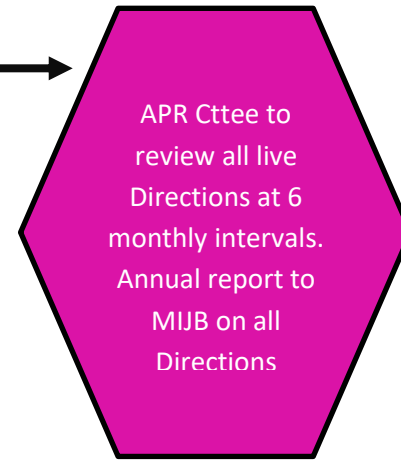 APR Cttee to
review all live
Directions at 6
monthly intervals.
Annual report to
MIJB on all
Directions